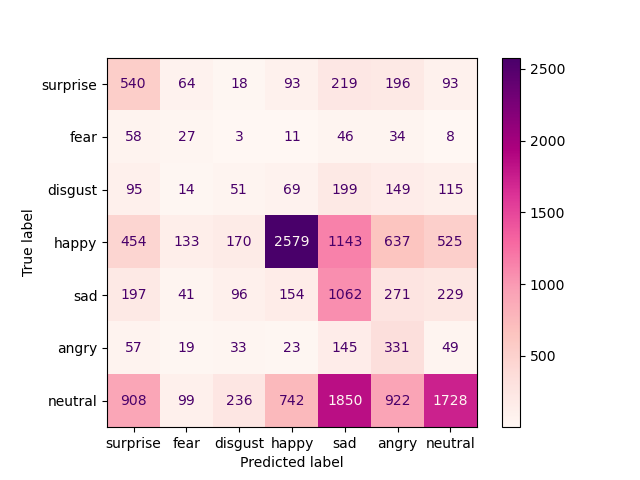 surprise 540 64 18 93 219 196 93
fear 58 27 3 11 46 34 8
disgust 95 14 51 69 199 149 115
happy 454 133 170 2579 1143 637 525
sad 197 41 96 154 1062 271 229
angry 57 19 33 23 145 331 49
neutral 908 99 236 742 1850 922 1728
surprise fear disgust happy sad angry neutral
Predicted label
True label
2500
2000
1500
1000
500